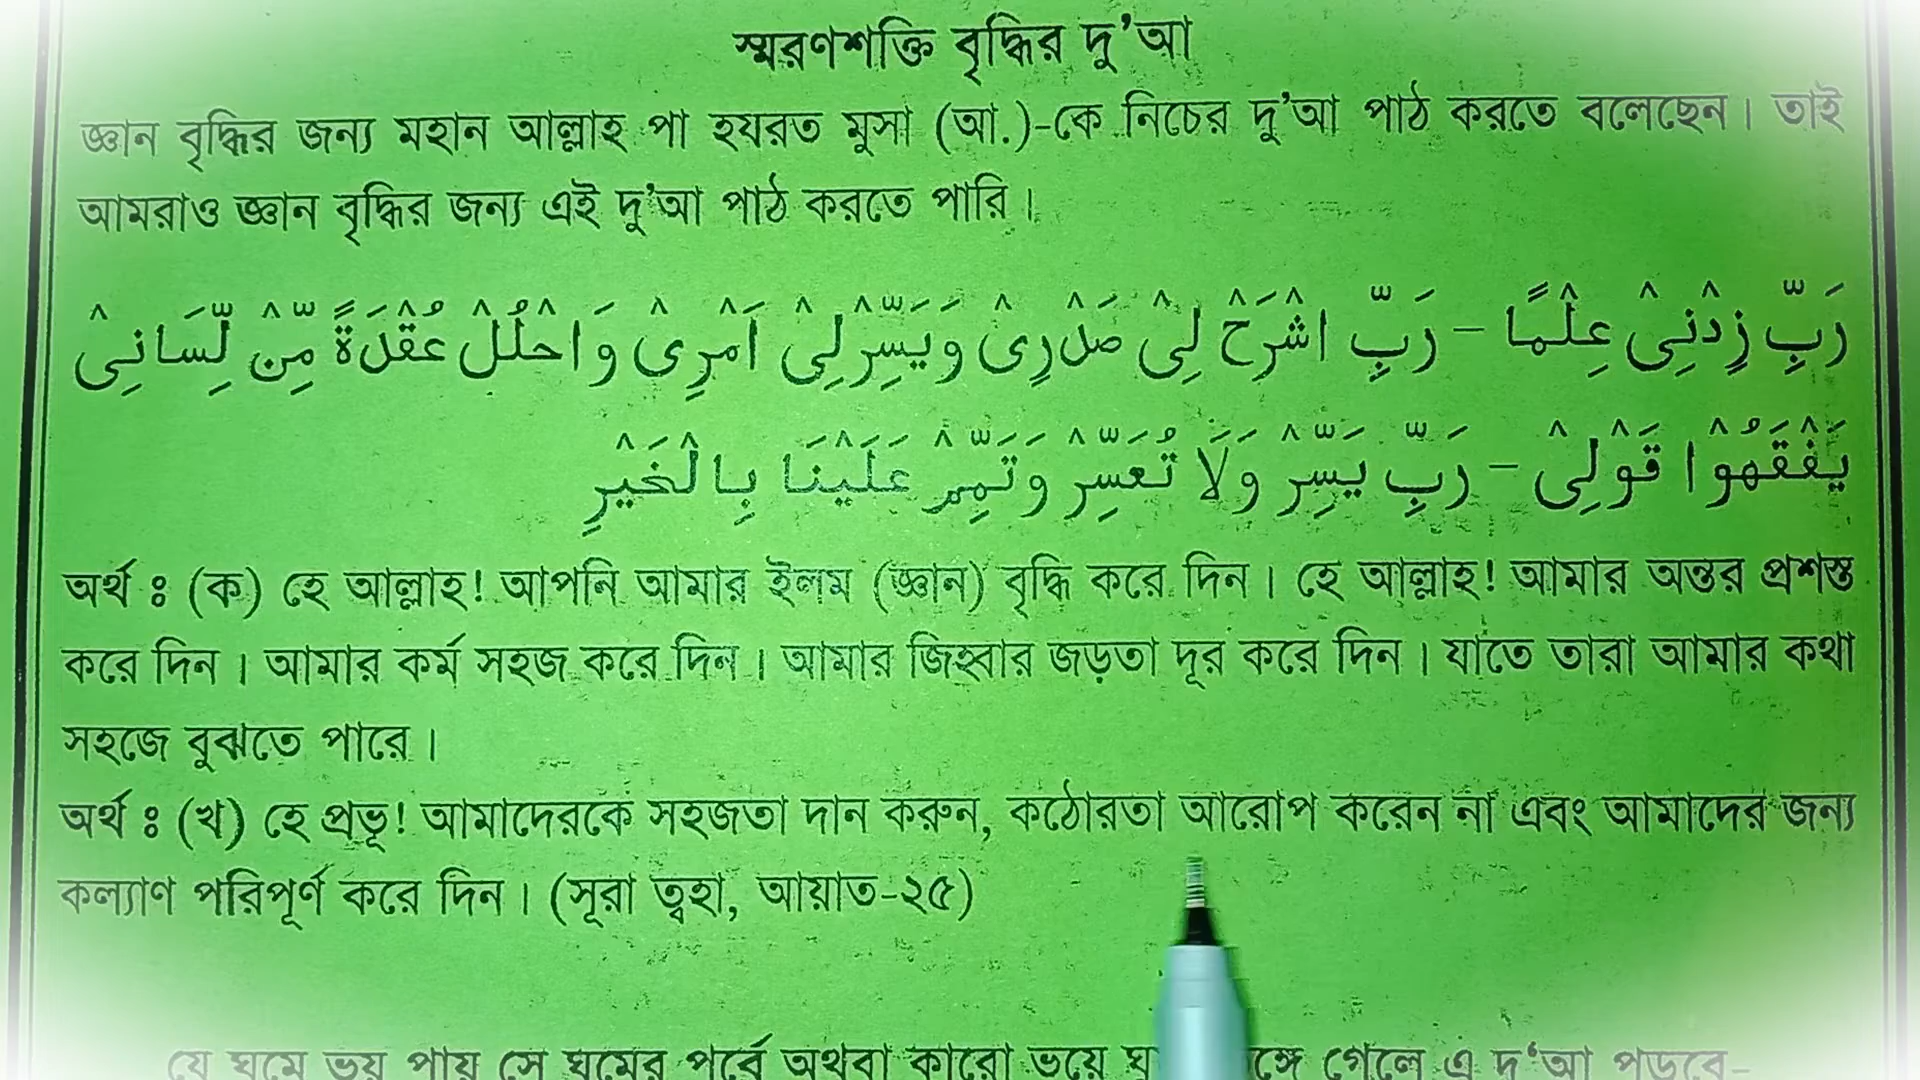 স্মরণশক্তি বৃদ্ধির দু’আ
জ্ঞান বৃদ্ধির জন্য মহান আল্লাহ পা হযরত মুসা (আ.)-কে নিচের দু’আ পাঠ করতে বলেছেন। তাই
আমরাও জ্ঞান বৃদ্ধির জন্য এই দু’আ পাঠ করতে পারি।
رَبِّ زِدْنِىْ عِلْمًا – رَبِّ اشْرَحْ لِىْ صَدْرِىْ وَيَسِّرْلِىْ اَمْرِىْ وَاحْلُلْ عُقْدَةً مِّنْ لِّسَانِىْ
يَفْقَهُوْا قَوْلِىْ – رَبِّ يَسِّرْ وَلَا تُعَسِّرْ وَتَمِّمْ عَلَيْنَا بِالْخَيْرِ
অর্থ ঃ (ক) হে আল্লাহ! আপনি আমার ইলম (জ্ঞান) বৃদ্ধি করে দিন। হে আল্লাহ! আমার অন্তর প্রশস্ত
করে দিন। আমার কর্ম সহজ করে দিন। আমার জিহ্বার জড়তা দূর করে দিন। যাতে তারা আমার কথা
সহজে বুঝতে পারে।
অর্থ ঃ (খ) হে প্রভূ! আমাদেরকে সহজতা দান করুন, কঠোরতা আরোপ করেন না এবং আমাদের জন্য
কল্যাণ পরিপূর্ণ করে দিন। (সূরা ত্বহা, আয়াত-২৫)
যে ঘুমে ভয় পায় সে ঘুমের পূর্বে অথবা কারো ভয়ে গেলে এ দু‘আ পড়বে-